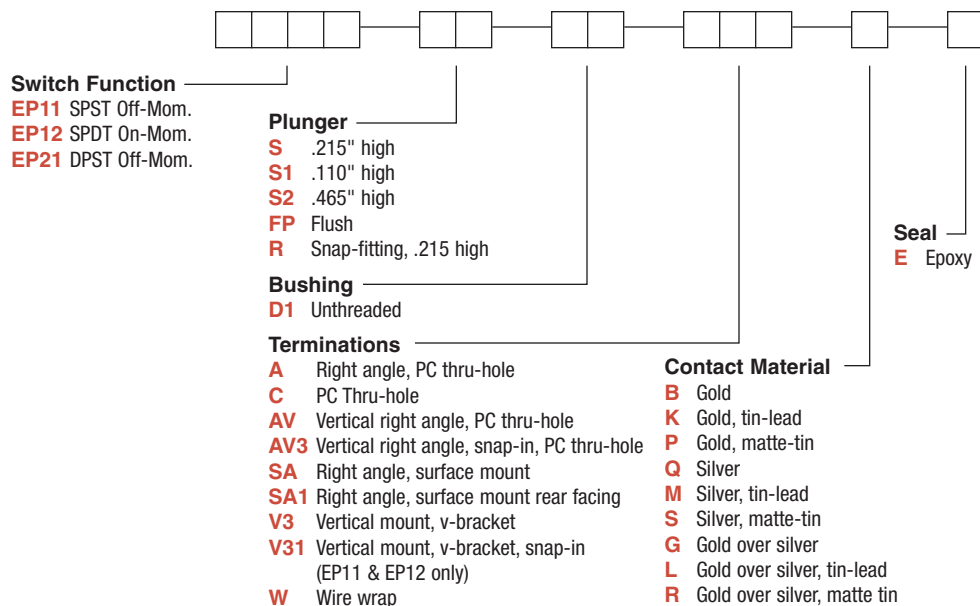 Switch Function
EP11 SPST Off-Mom.
EP12 SPDT On-Mom.
EP21 DPST Off-Mom.
Plunger
S .215" high
S1 .110" high
S2 .465" high
FP Flush
R Snap-fitting, .215 high
Bushing
D1 Unthreaded
Terminations
A Right angle, PC thru-hole
C PC Thru-hole
AV Vertical right angle, PC thru-hole
AV3 Vertical right angle, snap-in, PC thru-hole
SA Right angle, surface mount
SA1 Right angle, surface mount rear facing
V3 Vertical mount, v-bracket
V31 Vertical mount, v-bracket, snap-in
(EP11 & EP12 only)
W Wire wrap
Contact Material
B Gold
K Gold, tin-lead
P Gold, matte-tin
Q Silver
M Silver, tin-lead
S Silver, matte-tin
G Gold over silver
L Gold over silver, tin-lead
R Gold over silver, matte tin
Seal
E Epoxy